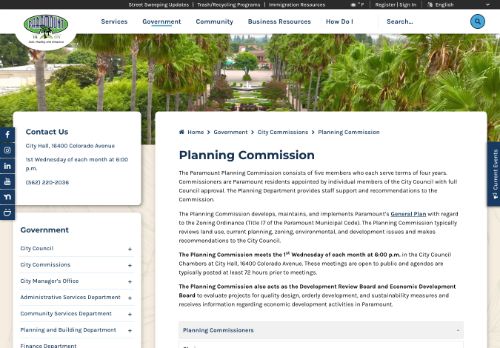 Street Sweeping Updates | Trash/Recycling Programs | Immigration Resources
° F
Register | Sign In
English
PARAMOUNT
Services
Government
Community
Business Resources
How Do I
Search...
Contact Us
City Hall, 16400 Colorado Avenue
1st Wednesday of each month at 6:00 p.m.
(562) 220-2036
Government
City Council +
City Commissions +
City Manager's Office +
Administrative Services Department +
Community Services Department +
Planning and Building Department +
Finance Department
Home > Government > City Commissions > Planning Commission
Planning Commission
The Paramount Planning Commission consists of five members who each serve terms of four years.
Commissioners are Paramount residents appointed by individual members of the City Council with full
Council approval. The Planning Department provides staff support and recommendations to the
Commission.
The Planning Commission develops, maintains, and implements Paramount's General Plan with regard
to the Zoning Ordinance (Title 17 of the Paramount Municipal Code). The Planning Commission typically
reviews land use, current planning, zoning, environmental, and development issues and makes
recommendations to the City Council.
The Planning Commission meets the 1st Wednesday of each month at 6:00 p.m. in the City Council
Chambers at City Hall, 16400 Colorado Avenue. These meetings are open to public and agendas are
typically posted at least 72 hours prior to meetings.
The Planning Commission also acts as the Development Review Board and Economic Development
Board to evaluate projects for quality design, orderly development, and sustainability measures and
receives information regarding economic development activities in Paramount.
Planning Commissioners -
Current Events